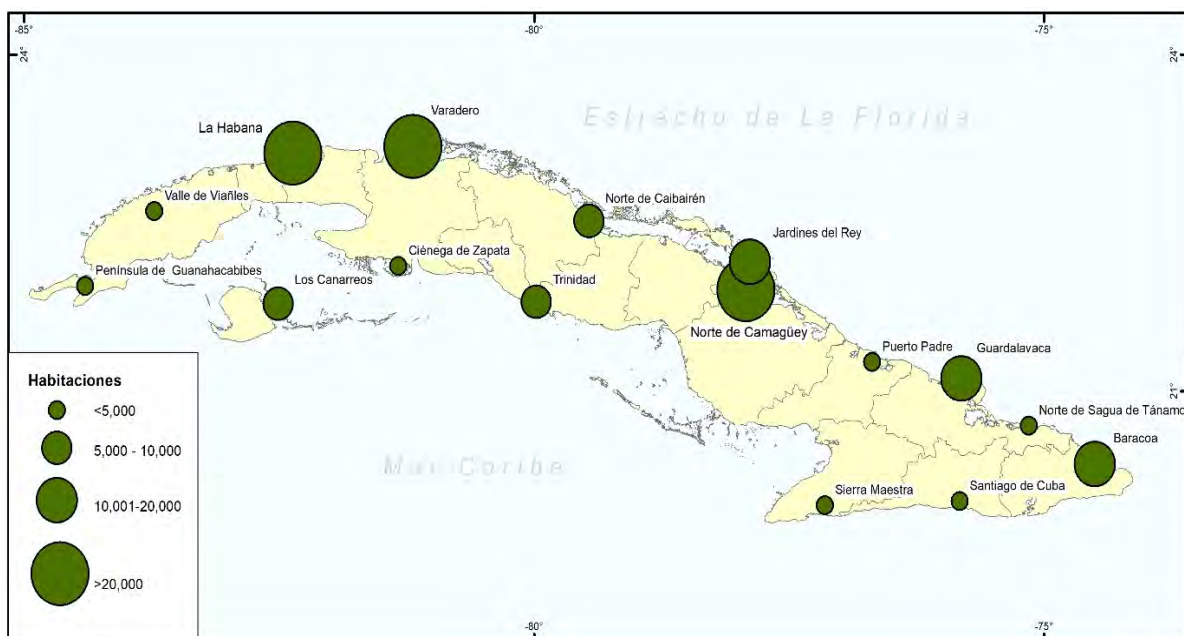 -85°
-80°
-75°
24°
24°
Estrecho de La Florida
Varadero
La Habana
Valle de Viañles
Norte de Caibairén
Jardines del Rey
Ciénega de Zapata
Península de Guanahacabibes
Los Canarreos
Trinidad
Norte de Camagüey
Puerto Padre
Guardalavaca
21°
Norte de Sagua de Tánamo
Baracoa
Mar Caribe
Santiago de Cuba
Sierra Maestra
Habitaciones
<5,000
5,000 - 10,000
10,001-20,000
>20,000
-80°
-75°